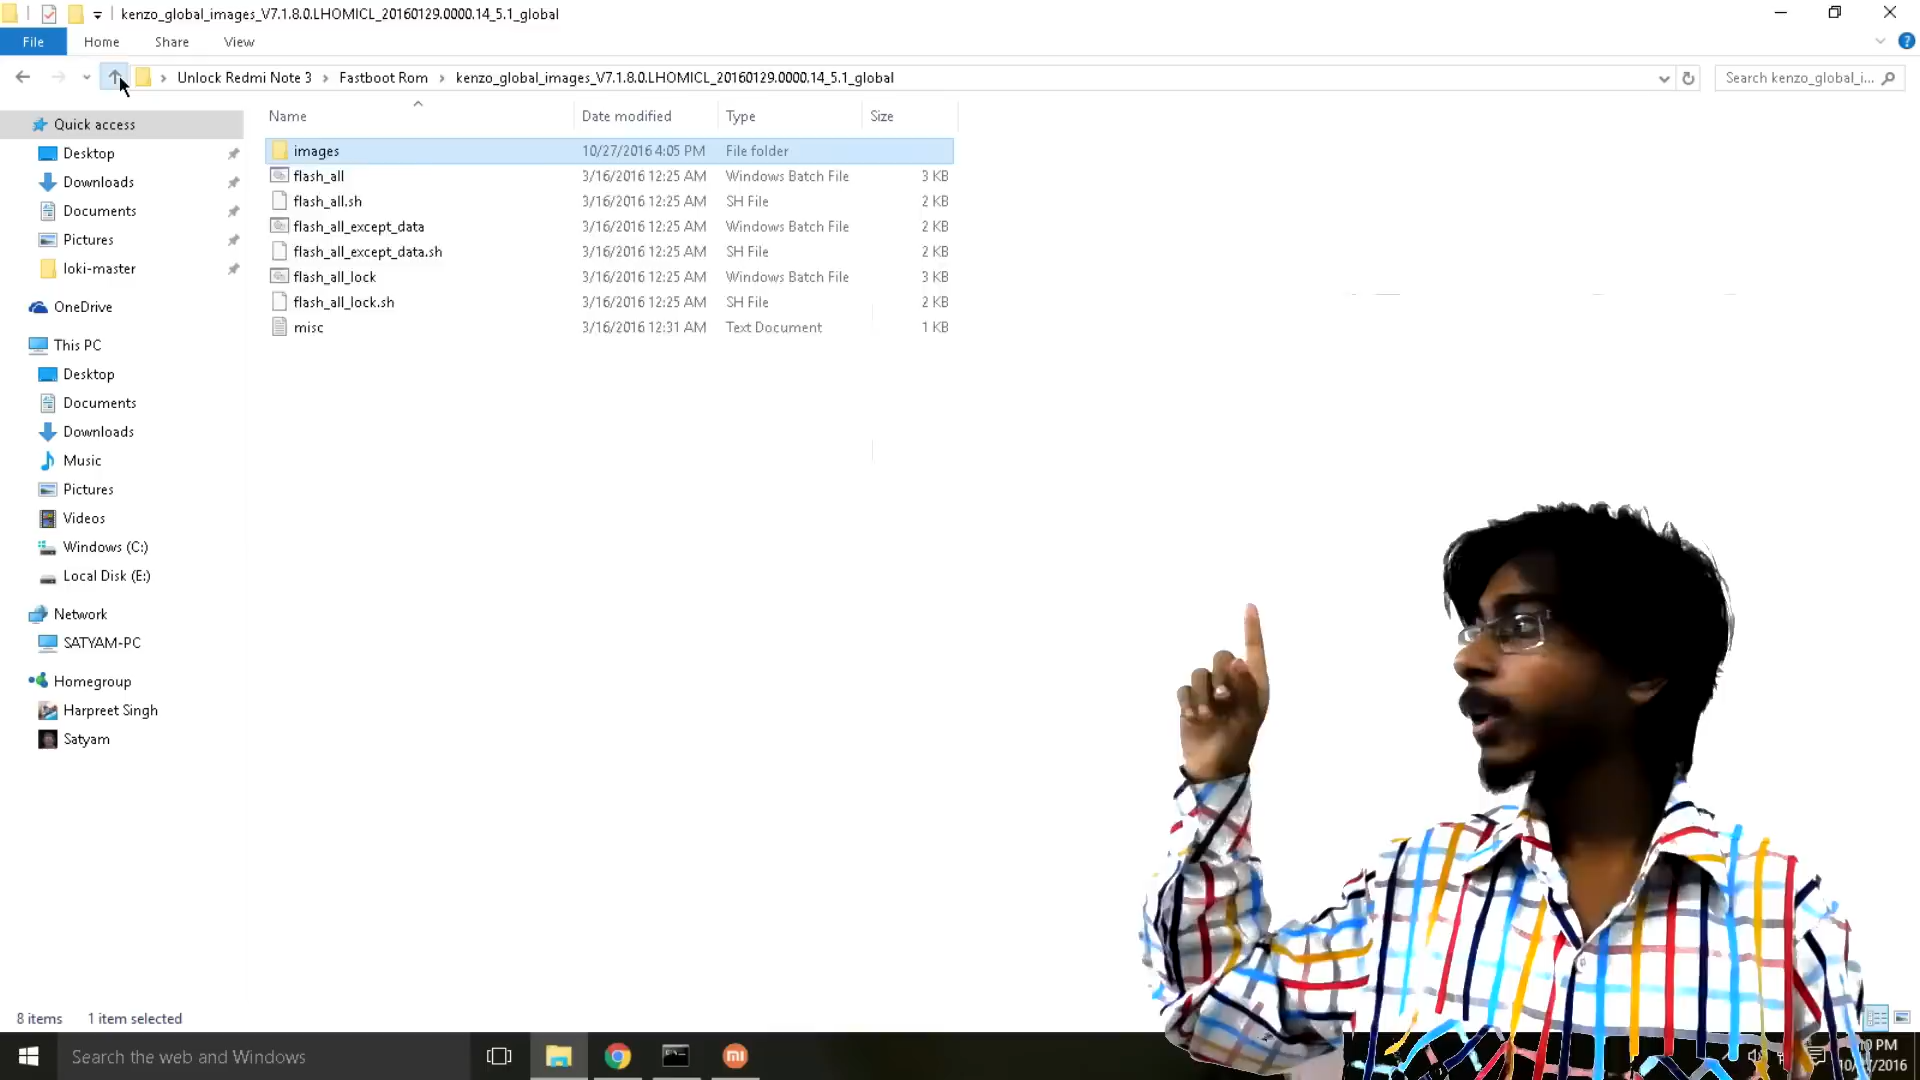 kenzo_global_images_V7.1.8.0.LHOMICL_20160129.0000.14_5.1_global
File Home Share View
Unlock Redmi Note 3 Fastboot Rom kenzo_global_images_V7.1.8.0.LHOMICL_20160129.0000.14_5.1_global Search kenzo_global_i...
Name Date modified Type Size
images 10/27/2016 4:05 PM File folder
flash_all 3/16/2016 12:25 AM Windows Batch File 3 KB
flash_all.sh 3/16/2016 12:25 AM SH File 2 KB
flash_all_except_data 3/16/2016 12:25 AM Windows Batch File 2 KB
flash_all_except_data.sh 3/16/2016 12:25 AM SH File 2 KB
flash_all_lock 3/16/2016 12:25 AM Windows Batch File 3 KB
flash_all_lock.sh 3/16/2016 12:25 AM SH File 2 KB
misc 3/16/2016 12:31 AM Text Document 1 KB
Quick access
Desktop
Downloads
Documents
Pictures
loki-master
OneDrive
This PC
Desktop
Documents
Downloads
Music
Pictures
Videos
Windows (C:)
Local Disk (E:)
Network
SATYAM-PC
Homegroup
Harpreet Singh
Satyam
8 items 1 item selected
Search the web and Windows
mi
PM